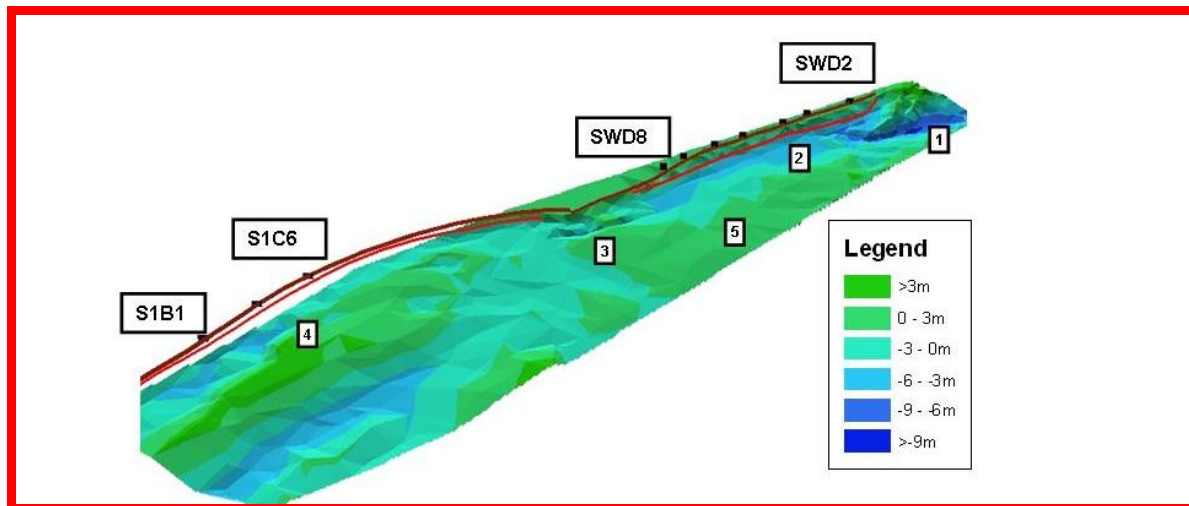 SWD2
SWD8
1
2
S1C6
3
5
S1B1
4
Legend
>3m
0 - 3m
-3 - 0m
-6 - -3m
-9 - -6m
>-9m